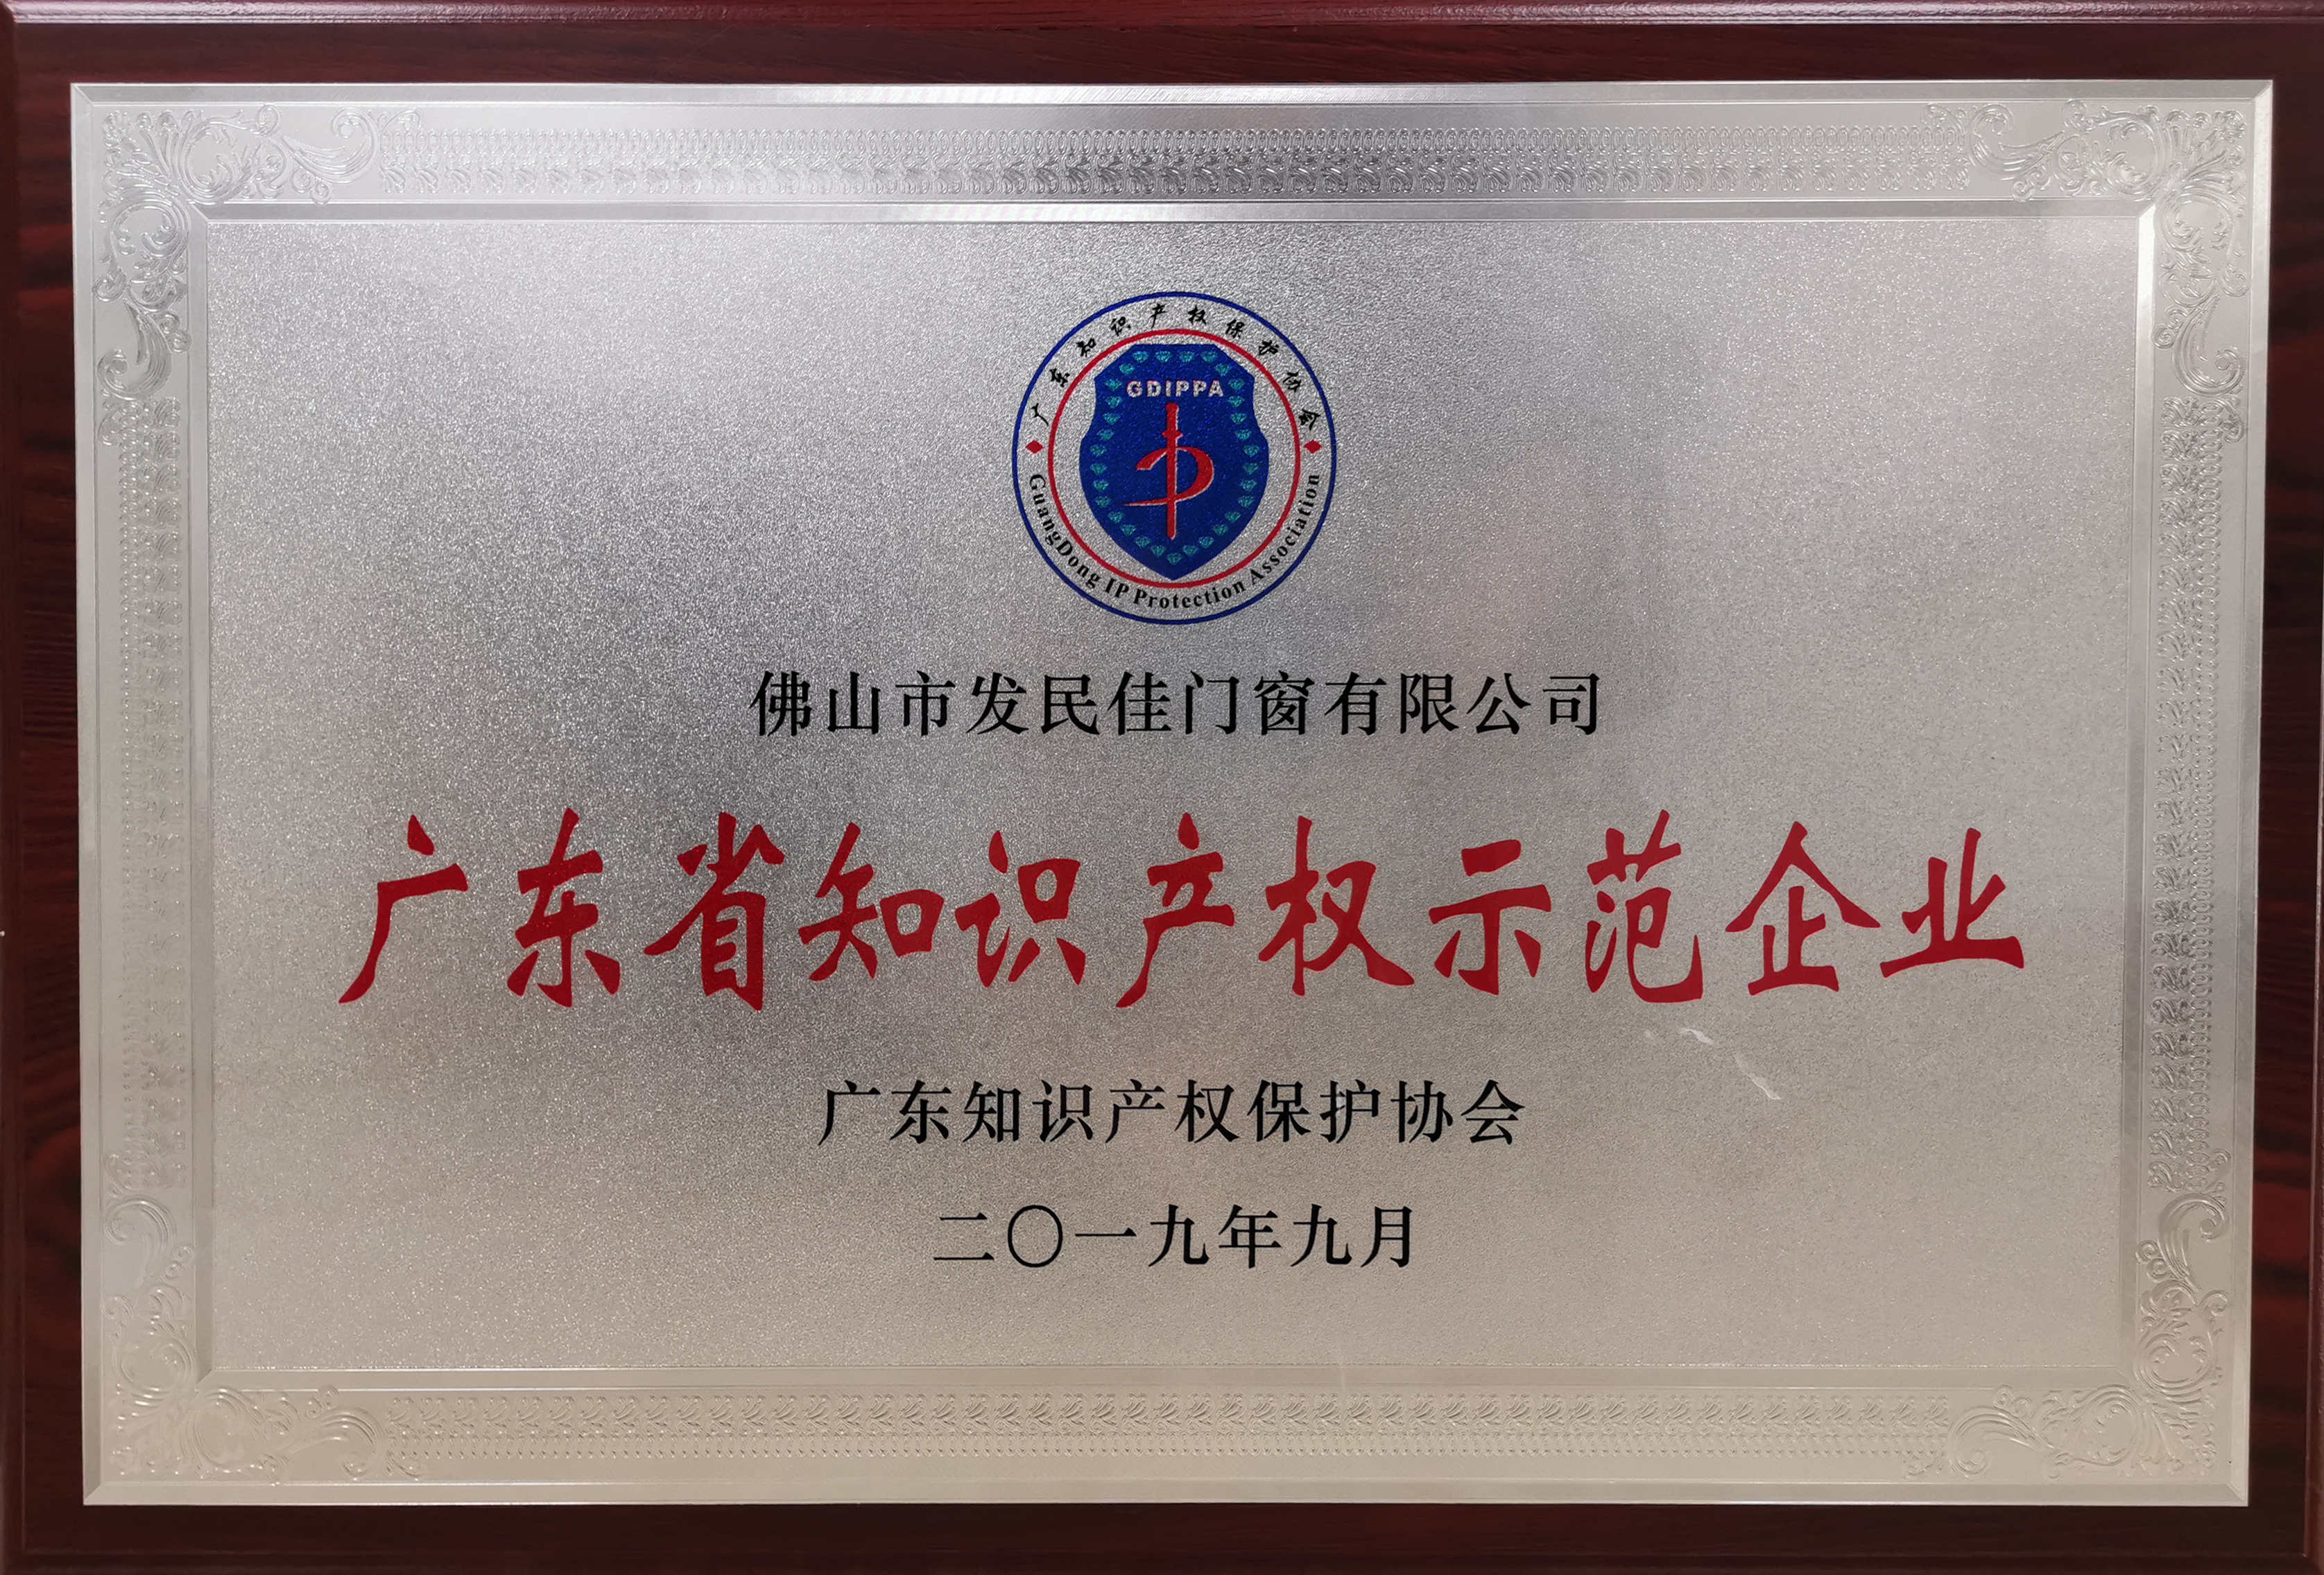 广东知识产权保护协会
GDIPPA
GuangDong IP Protection Association
佛山市发民佳门窗有限公司
广东省知识产权示范企业
广东知识产权保护协会
二〇一九年九月